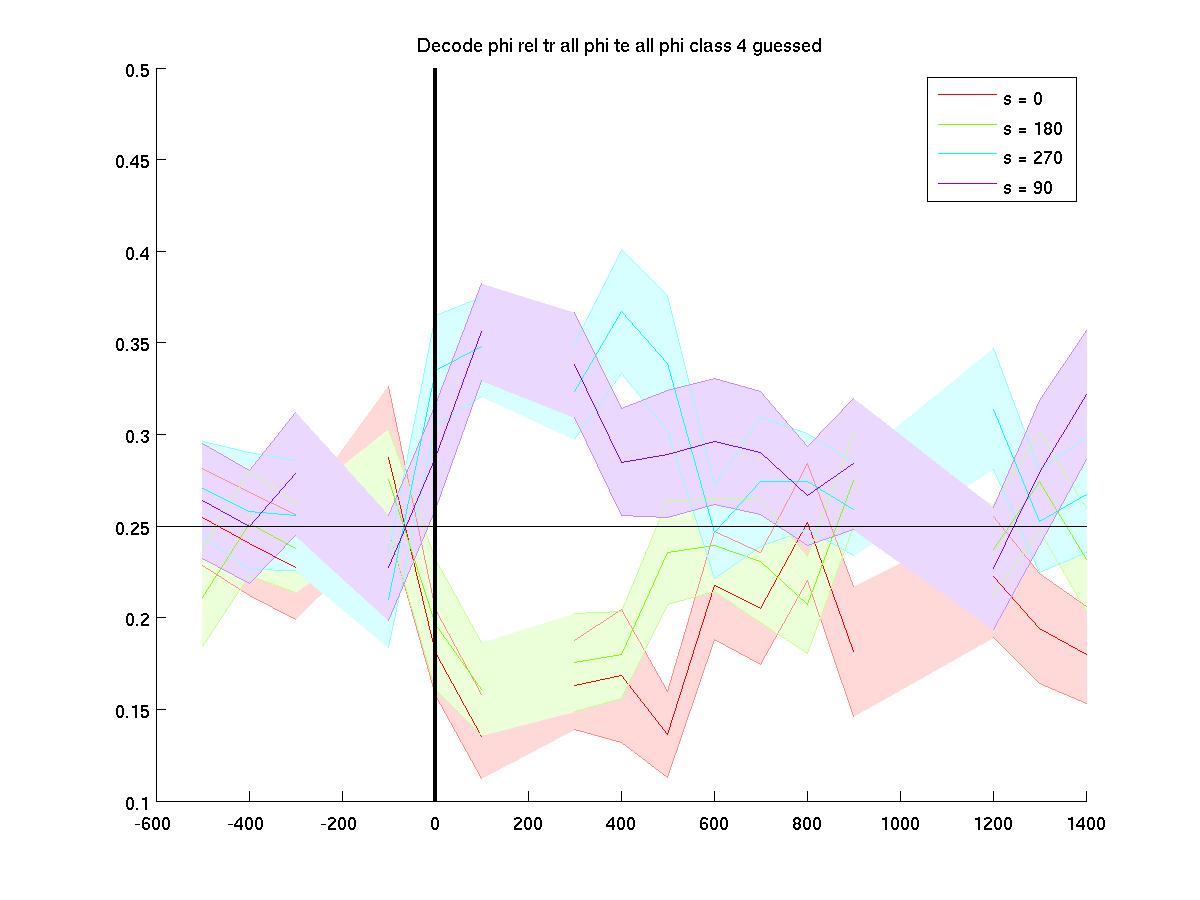 Decode phi rel tr all phi te all phi class 4 guessed
s = 0
s = 180
s = 270
s = 90
0.5
0.45
0.4
0.35
0.3
0.25
0.2
0.15
0.1
-600 -400 -200 0 200 400 600 800 1000 1200 1400